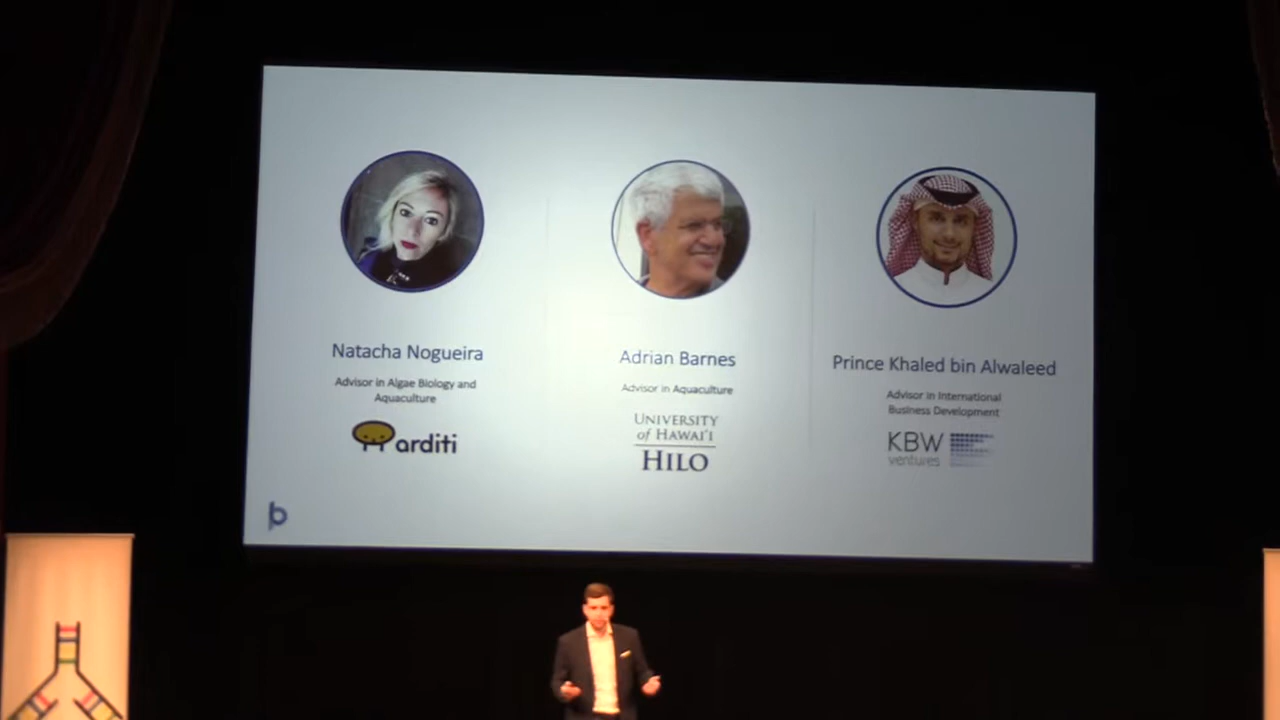 Natacha Nogueira
Advisor in Algae Biology and
Aquaculture
arditi
Adrian Barnes
Advisor in Aquaculture
UNIVERSITY
of HAWAI'I
HILO
Prince Khaled bin Alwaleed
Advisor in International
Business Development
KBW
ventures
b